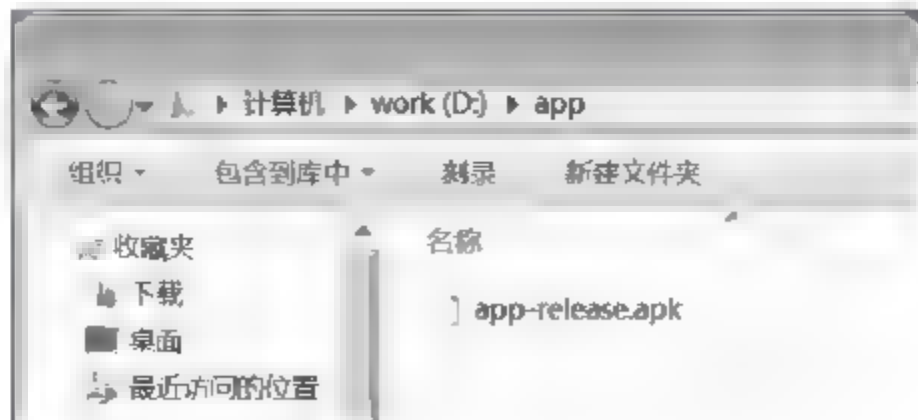 计算机 ▶ work (D:) ▶ app
组织 包含到库中 刻录 新建文件夹
收藏夹
名称
下载
app-release.apk
桌面
最近访问的位置